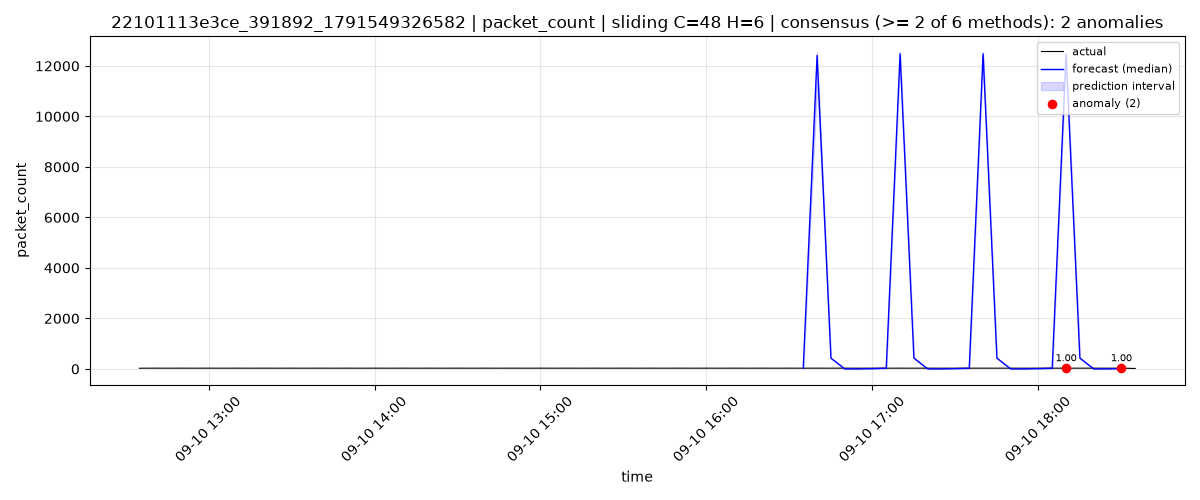 22101113e3ce_391892_1791549326582 | packet_count | sliding C=48 H=6 | consensus (>= 2 of 6 methods): 2 anomalies
actual
forecast (median)
prediction interval
anomaly (2)
12000
10000
8000
6000
4000
2000
0
packet_count
1.00
1.00
09-10 13:00
09-10 14:00
09-10 15:00
09-10 16:00
09-10 17:00
09-10 18:00
time